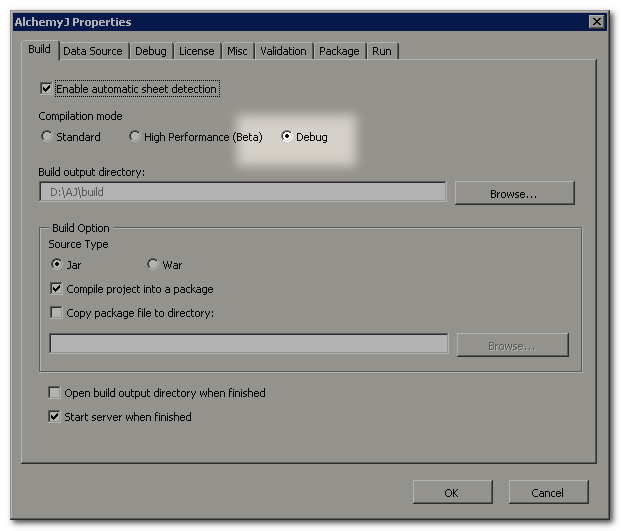 AlchemyJ Properties
Build Data Source Debug License Misc Validation Package Run
Enable automatic sheet detection
Compilation mode
Standard High Performance (Beta) Debug
Build output directory:
D:\AJ\build Browse...
Build Option
Source Type
Jar War
Compile project into a package
Copy package file to directory:
Browse...
Open build output directory when finished
Start server when finished
OK Cancel